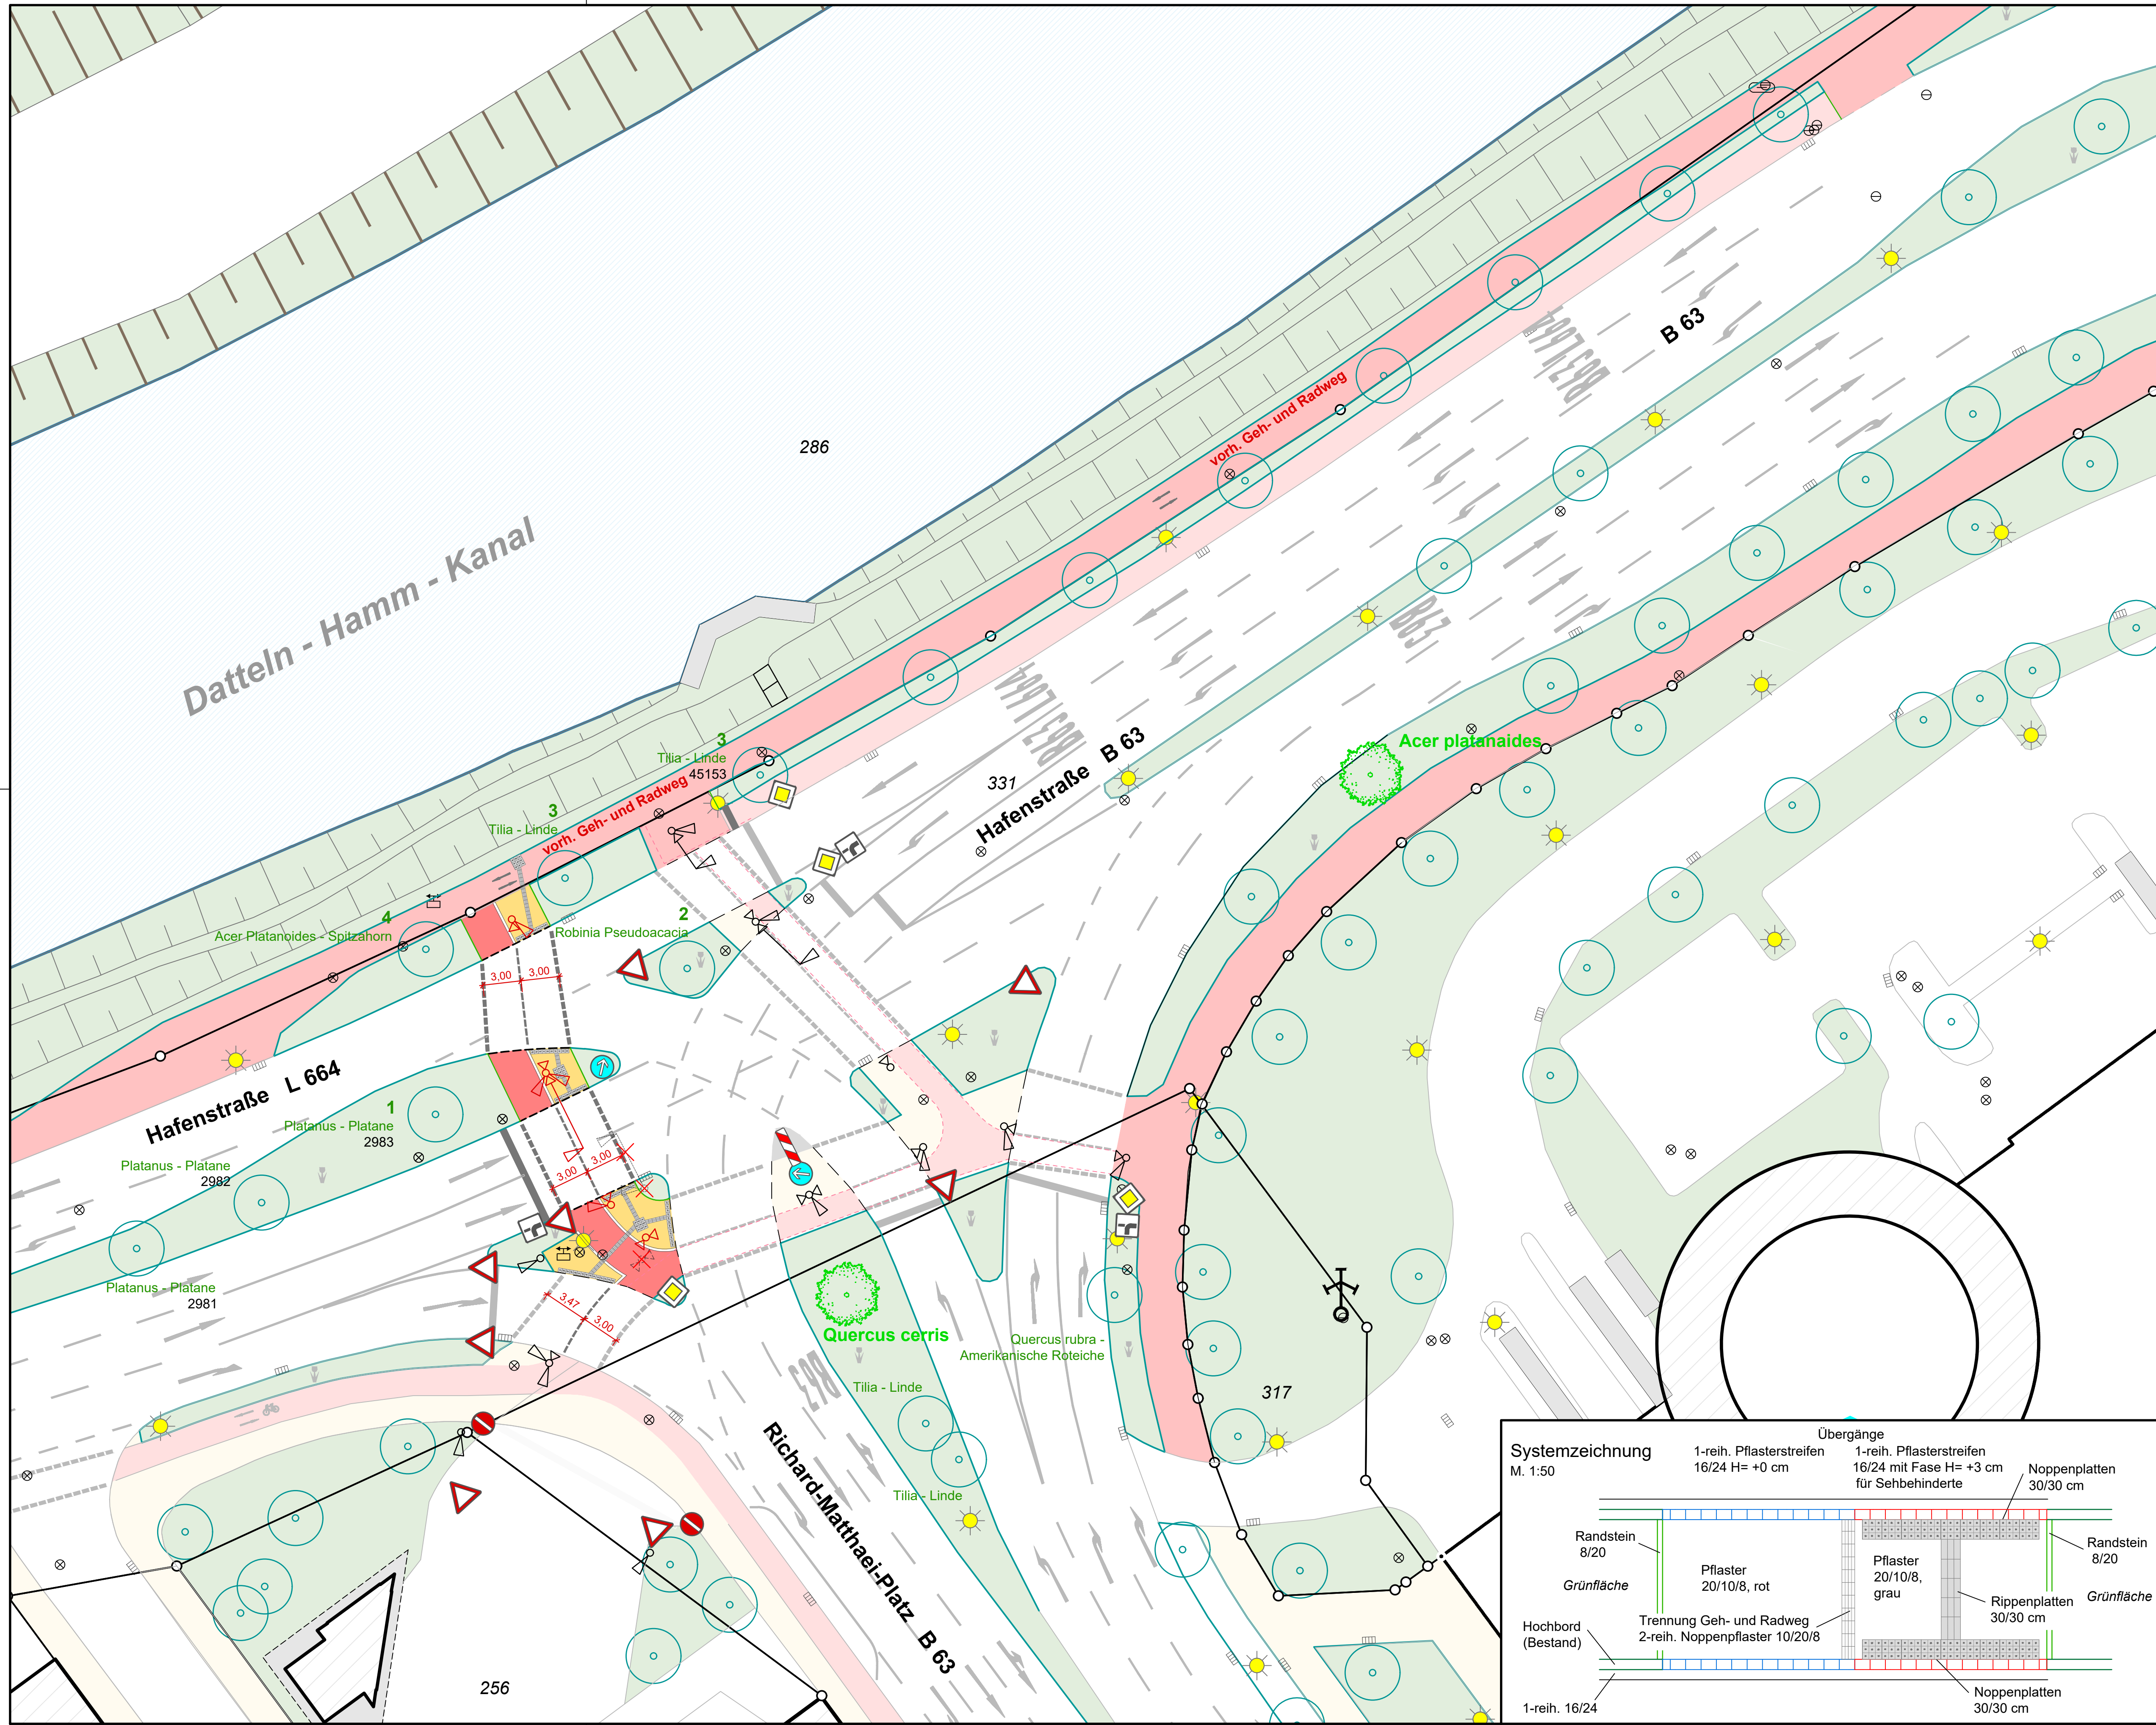 B 63
B63 / L664
vorh. Geh- und Radweg
286
Datteln - Hamm - Kanal
B63
B63 / L664
Acer platanaides
Hafenstraße   B 63
331
3
Tilia - Linde
45153
vorh. Geh- und Radweg
3
Tilia - Linde
4
Acer Platanoides - Spitzahorn
2
Robinia Pseudoacacia
3,00
3,00
Hafenstraße   L 664
1
Platanus - Platane
2983
Platanus - Platane
2982
3,00
3,00
Platanus - Platane
2981
3,47
3,00
Quercus cerris
Quercus rubra -
Amerikanische Roteiche
B63
Tilia - Linde
317
Tilia - Linde
Richard-Matthaei-Platz   B 63
256
Systemzeichnung
M. 1:50
Übergänge
1-reih. Pflasterstreifen
16/24 H= +0 cm
1-reih. Pflasterstreifen
16/24 mit Fase H= +3 cm
für Sehbehinderte
Noppenplatten
30/30 cm
Randstein
8/20
Randstein
8/20
Pflaster
20/10/8, rot
Pflaster
20/10/8,
grau
Grünfläche
Grünfläche
Rippenplatten
30/30 cm
Trennung Geh- und Radweg
2-reih. Noppenpflaster 10/20/8
Hochbord
(Bestand)
Noppenplatten
30/30 cm
1-reih. 16/24